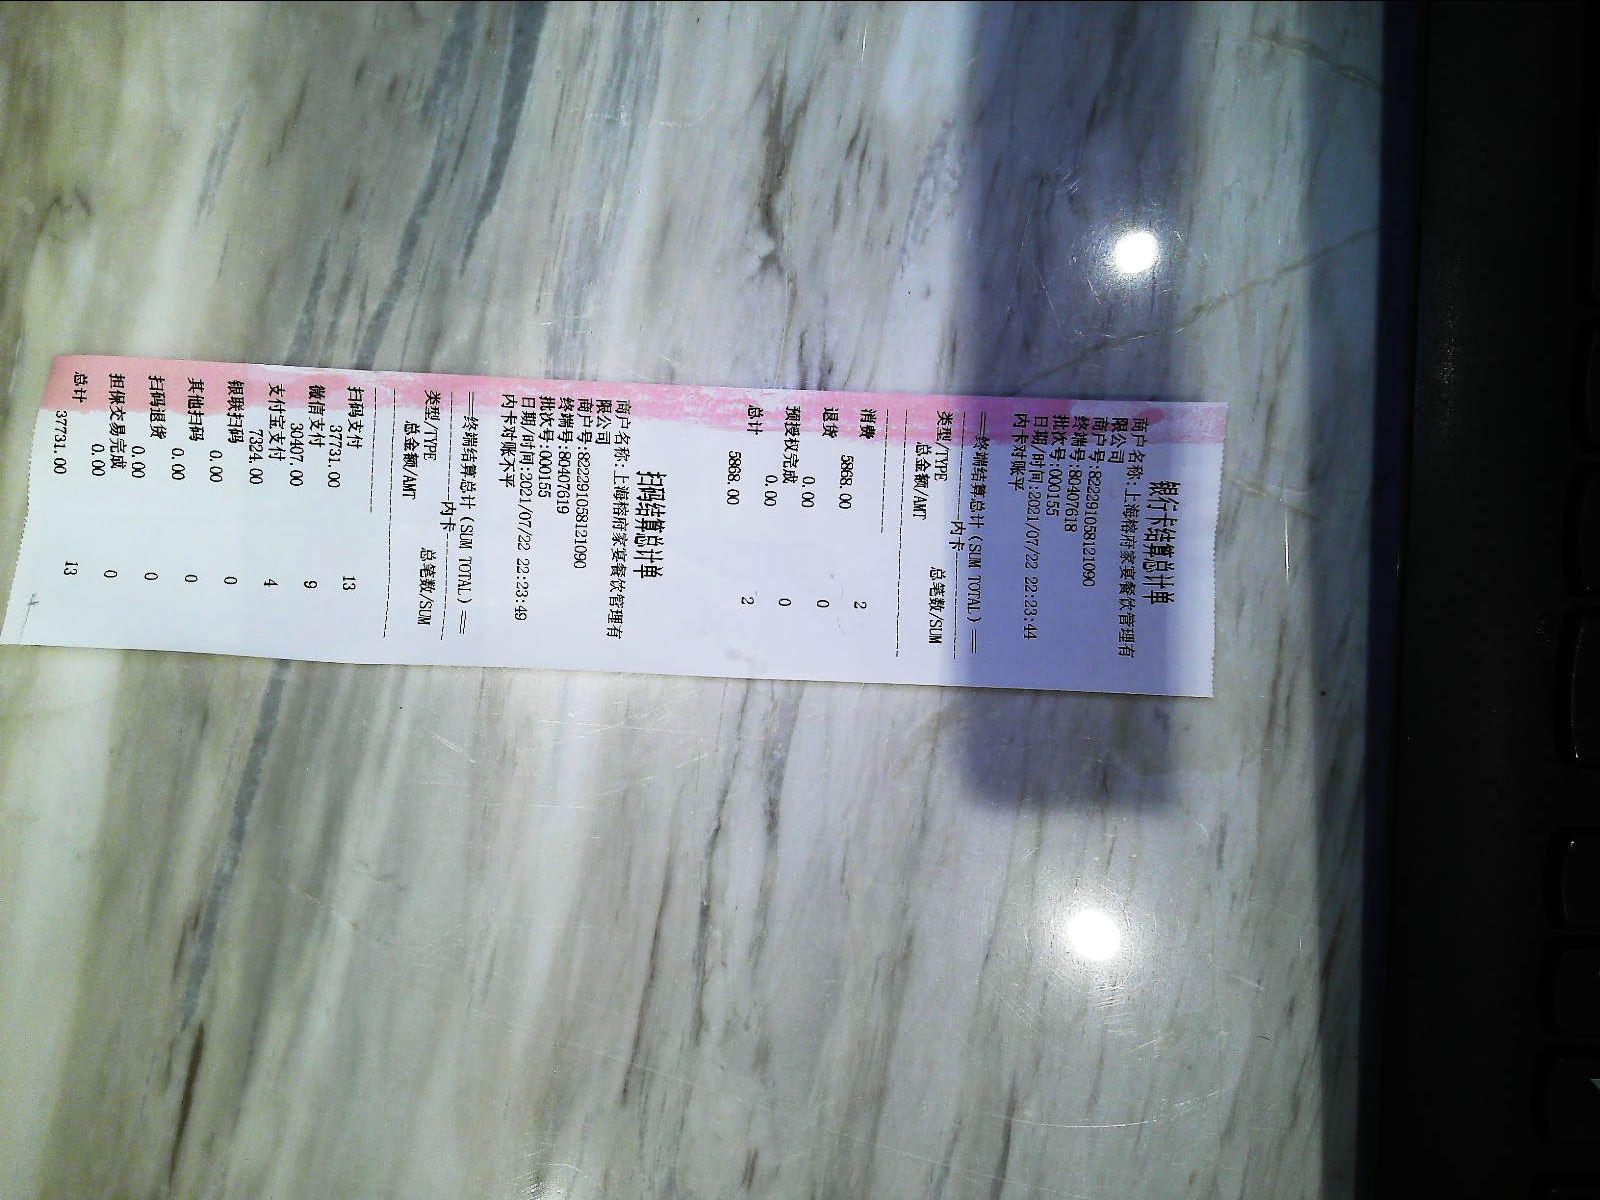 银行卡结算总计单
商户名称:上海榕府家宴餐饮管理有
限公司
商户号:822291058121090
终端号:80407618
批次号:000155
日期/时间:2021/07/22 22:23:44
内卡对账平
==终端结算总计(SUM TOTAL)==
内卡
类型/TYPE 总笔数/SUM
总金额/AMT
消费 2
5868.00
退货 0
0.00
预授权完成 0
0.00
总计 2
5868.00
扫码结算总计单
商户名称:上海榕府家宴餐饮管理有
限公司
商户号:822291058121090
终端号:80407619
批次号:000155
日期/时间:2021/07/22 22:23:49
内卡对账不平
==终端结算总计(SUM TOTAL)==
内卡
类型/TYPE 总笔数/SUM
总金额/AMT
扫码支付 13
37731.00
微信支付 9
30407.00
支付宝支付 4
7324.00
银联扫码 0
0.00
其他扫码 0
0.00
扫码退货 0
0.00
担保交易完成 0
0.00
总计 13
37731.00